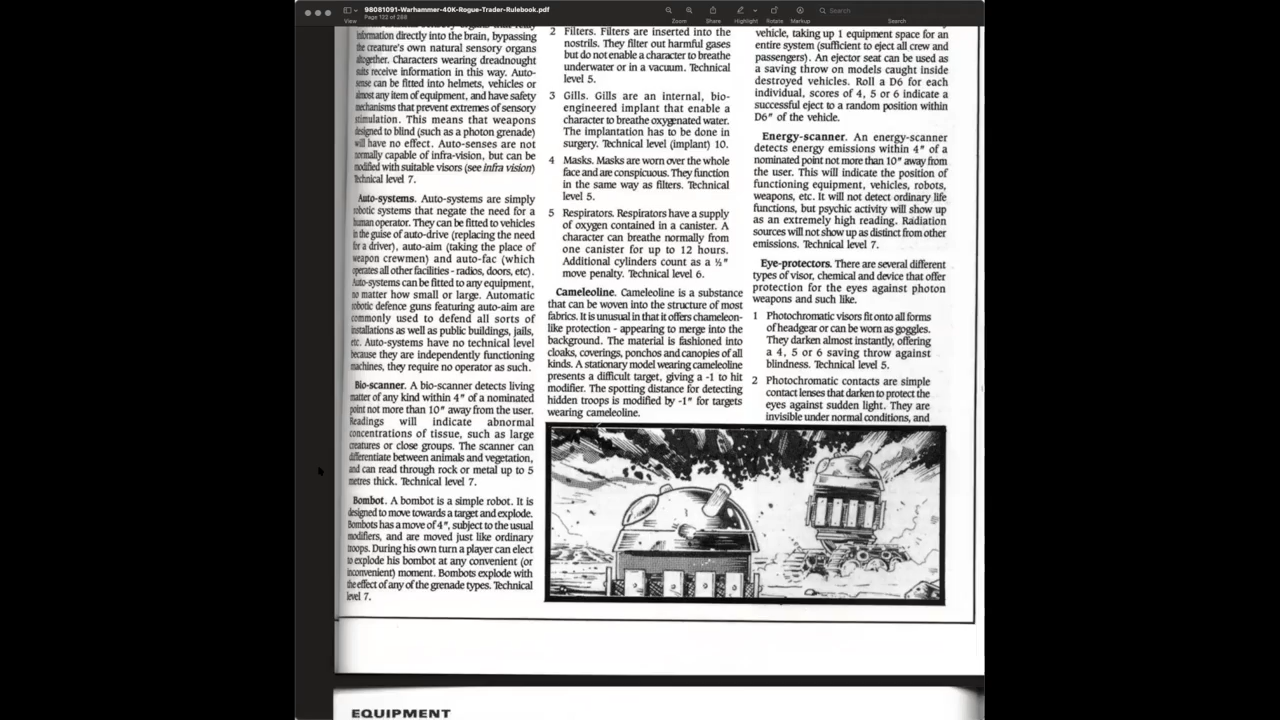 98081091-Warhammer-40K-Rogue-Trader-Rulebook.pdf
Page 132 of 288
View
Zoom
Share
Highlight
Rotate
Markup
Search
Search
information directly into the brain, bypassing
the creature's own natural sensory organs
altogether. Characters wearing dreadnought
suits receive information in this way. Auto-
sense can be fitted into helmets, vehicles or
almost any item of equipment, and have safety
mechanisms that prevent extremes of sensory
stimulation. This means that weapons
designed to blind (such as a photon grenade)
will have no effect. Auto-senses are not
normally capable of infra-vision, but can be
modified with suitable visors (see infra vision)
Technical level 7.
Auto-systems. Auto-systems are simply
robotic systems that negate the need for a
human operator. They can be fitted to vehicles
in the guise of auto-drive (replacing the need
for a driver), auto-aim (taking the place of
weapon crewmen) and auto-fac (which
operates all other facilities - radios, doors, etc).
Auto-systems can be fitted to any equipment,
no matter how small or large. Automatic
robotic defence guns featuring auto-aim are
commonly used to defend all sorts of
installations as well as public buildings, jails,
etc. Auto-systems have no technical level
because they are independently functioning
machines, they require no operator as such.
Bio-scanner. A bio-scanner detects living
matter of any kind within 4" of a nominated
point not more than 10" away from the user.
Readings will indicate abnormal
concentrations of tissue, such as large
creatures or close groups. The scanner can
differentiate between animals and vegetation,
and can read through rock or metal up to 5
metres thick. Technical level 7.
Bombot. A bombot is a simple robot. It is
designed to move towards a target and explode.
Bombots has a move of 4", subject to the usual
modifiers, and are moved just like ordinary
troops. During his own turn a player can elect
to explode his bombot at any convenient (or
inconvenient) moment. Bombots explode with
the effect of any of the grenade types. Technical
level 7.
2 Filters. Filters are inserted into the
nostrils. They filter out harmful gases
but do not enable a character to breathe
underwater or in a vacuum. Technical
level 5.
3 Gills. Gills are an internal, bio-
engineered implant that enable a
character to breathe oxygenated water.
The implantation has to be done in
surgery. Technical level (implant) 10.
4 Masks. Masks are worn over the whole
face and are conspicuous. They function
in the same way as filters. Technical
level 5.
5 Respirators. Respirators have a supply
of oxygen contained in a canister. A
character can breathe normally from
one canister for up to 12 hours.
Additional cylinders count as a ½"
move penalty. Technical level 6.
Cameleoline. Cameleoline is a substance
that can be woven into the structure of most
fabrics. It is unusual in that it offers chameleon-
like protection - appearing to merge into the
background. The material is fashioned into
cloaks, coverings, ponchos and canopies of all
kinds. A stationary model wearing cameleoline
presents a difficult target, giving a -1 to hit
modifier. The spotting distance for detecting
hidden troops is modified by -1" for targets
wearing cameleoline.
vehicle, taking up 1 equipment space for an
entire system (sufficient to eject all crew and
passengers). An ejector seat can be used as
a saving throw on models caught inside
destroyed vehicles. Roll a D6 for each
individual, scores of 4, 5 or 6 indicate a
successful eject to a random position within
D6" of the vehicle.
Energy-scanner. An energy-scanner
detects energy emissions within 4" of a
nominated point not more than 10" away from
the user. This will indicate the position of
functioning equipment, vehicles, robots,
weapons, etc. It will not detect ordinary life
functions, but psychic activity will show up
as an extremely high reading. Radiation
sources will not show up as distinct from other
emissions. Technical level 7.
Eye-protectors. There are several different
types of visor, chemical and device that offer
protection for the eyes against photon
weapons and such like.
1 Photochromatic visors fit onto all forms
of headgear or can be worn as goggles.
They darken almost instantly, offering
a 4, 5 or 6 saving throw against
blindness. Technical level 5.
2 Photochromatic contacts are simple
contact lenses that darken to protect the
eyes against sudden light. They are
invisible under normal conditions, and
EQUIPMENT